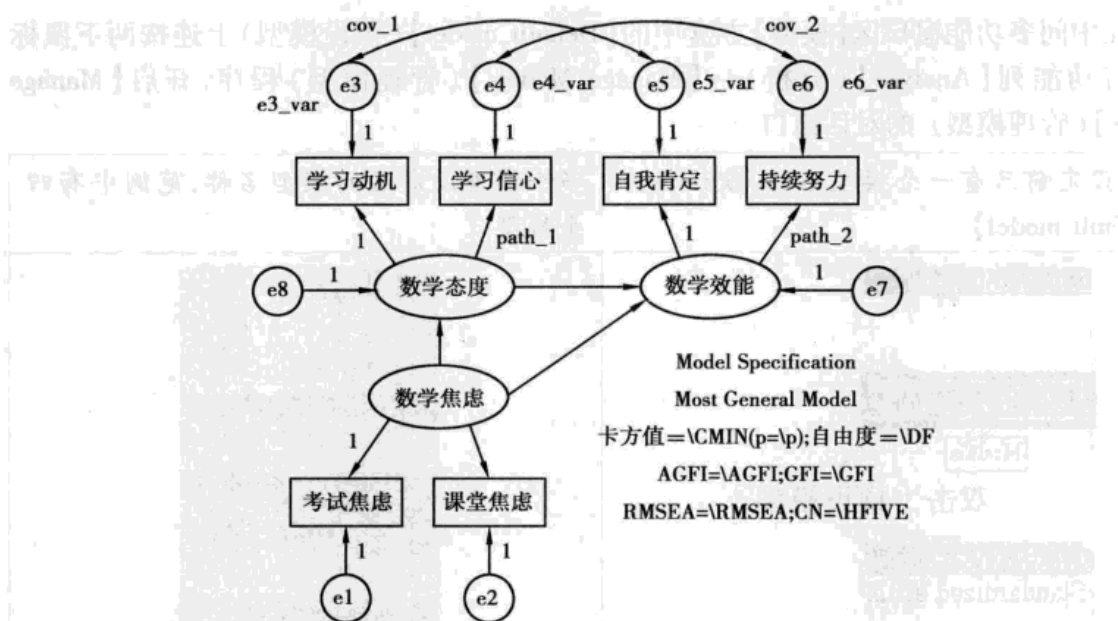 cov_1 cov_2
e3 e4 e4_var e5 e5_var e6 e6_var
e3_var
1 1 1 1
学习动机 学习信心 自我肯定 持续努力
1 path_1 1 path_2
e8 1 数学态度 数学效能 1 e7
Model Specification
数学焦虑 Most General Model
1 卡方值=\CMIN(p=\p);自由度=\DF
AGFI=\AGFI;GFI=\GFI
考试焦虑 课堂焦虑 RMSEA=\RMSEA;CN=\HFIVE
1 1
e1 e2